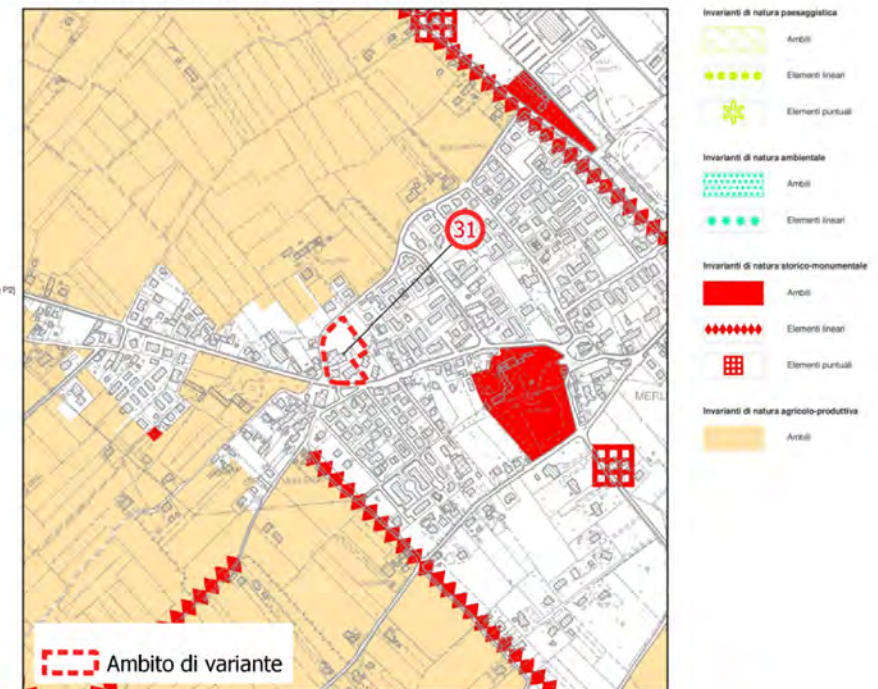 31
P2]
MERL
Ambito di variante
Invarianti di natura paesaggistica
Ambiti
Elementi lineari
Elementi puntuali
Invarianti di natura ambientale
Ambiti
Elementi lineari
Invarianti di natura storico-monumentale
Ambiti
Elementi lineari
Elementi puntuali
Invarianti di natura agricolo-produttiva
Ambiti